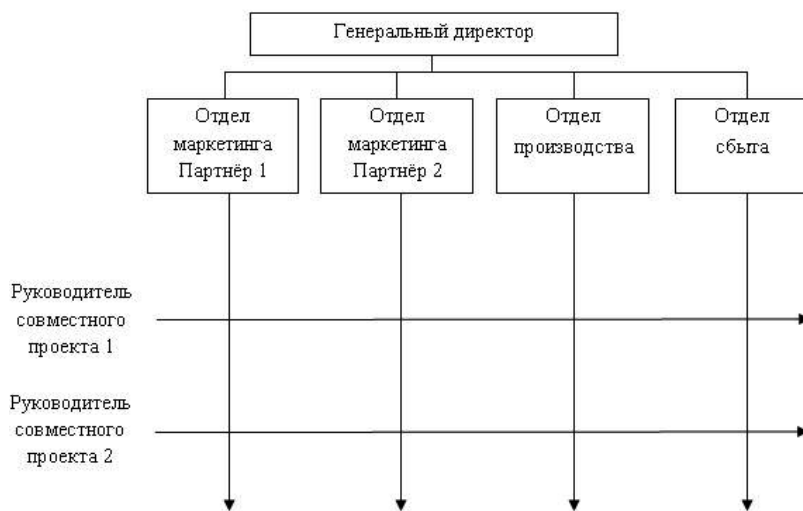 Генеральный директор
Отдел
маркетинга
Партнёр 1
Отдел
маркетинга
Партнёр 2
Отдел
производства
Отдел
сбыта
Руководитель
совместного
проекта 1
Руководитель
совместного
проекта 2